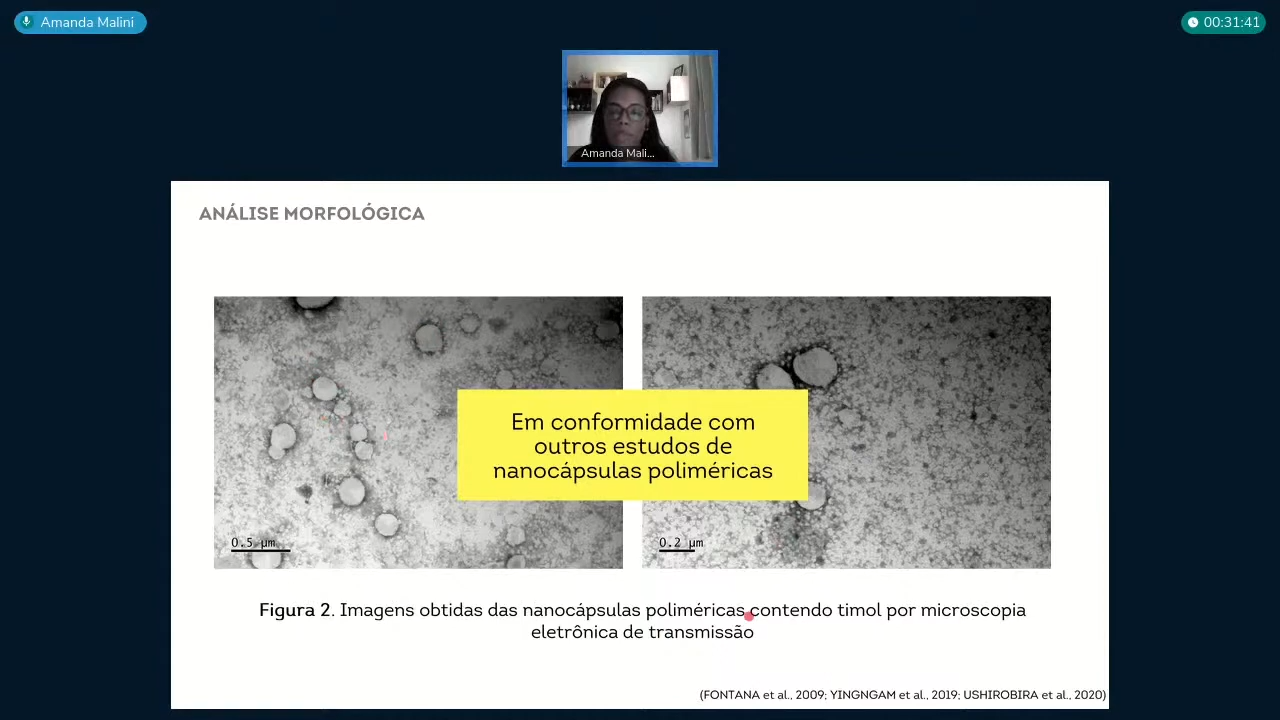 Amanda Malini
00:31:41
Amanda Mali...
ANÁLISE MORFOLÓGICA
Em conformidade com
outros estudos de
nanocápsulas poliméricas
0.5 µm
0.2 µm
Figura 2. Imagens obtidas das nanocápsulas poliméricas contendo timol por microscopia
eletrônica de transmissão
(FONTANA et al., 2009; YINGNGAM et al., 2019; USHIROBIRA et al., 2020)